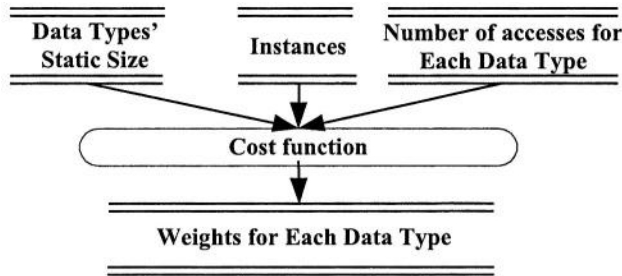 Data Types'
Static Size
Instances
Number of accesses for
Each Data Type
Cost function
Weights for Each Data Type